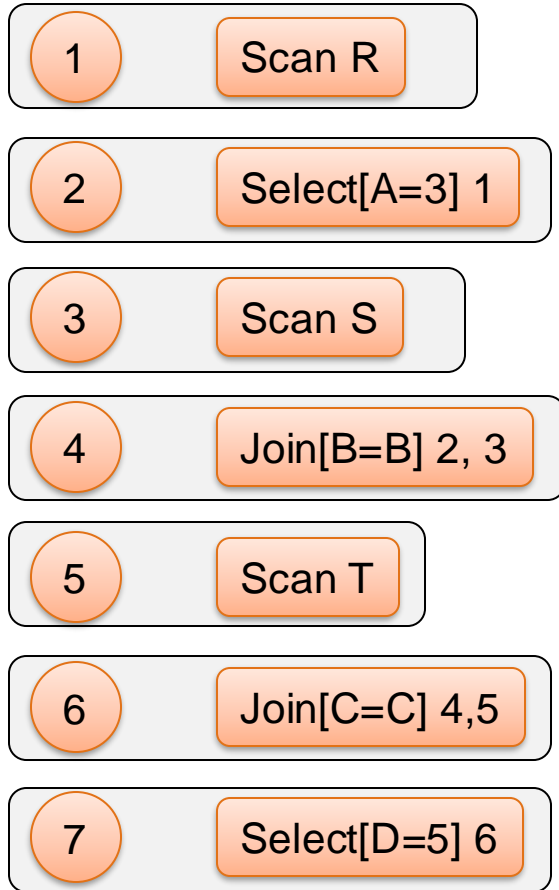 1 Scan R
2 Select[A=3] 1
3 Scan S
4 Join[B=B] 2, 3
5 Scan T
6 Join[C=C] 4,5
7 Select[D=5] 6